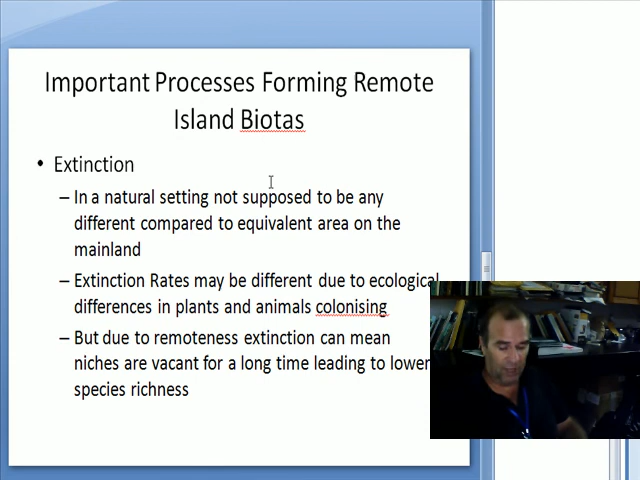 Important Processes Forming Remote
Island Biotas
• Extinction
– In a natural setting not supposed to be any
different compared to equivalent area on the
mainland
– Extinction Rates may be different due to ecological
differences in plants and animals colonising
– But due to remoteness extinction can mean
niches are vacant for a long time leading to lower
species richness